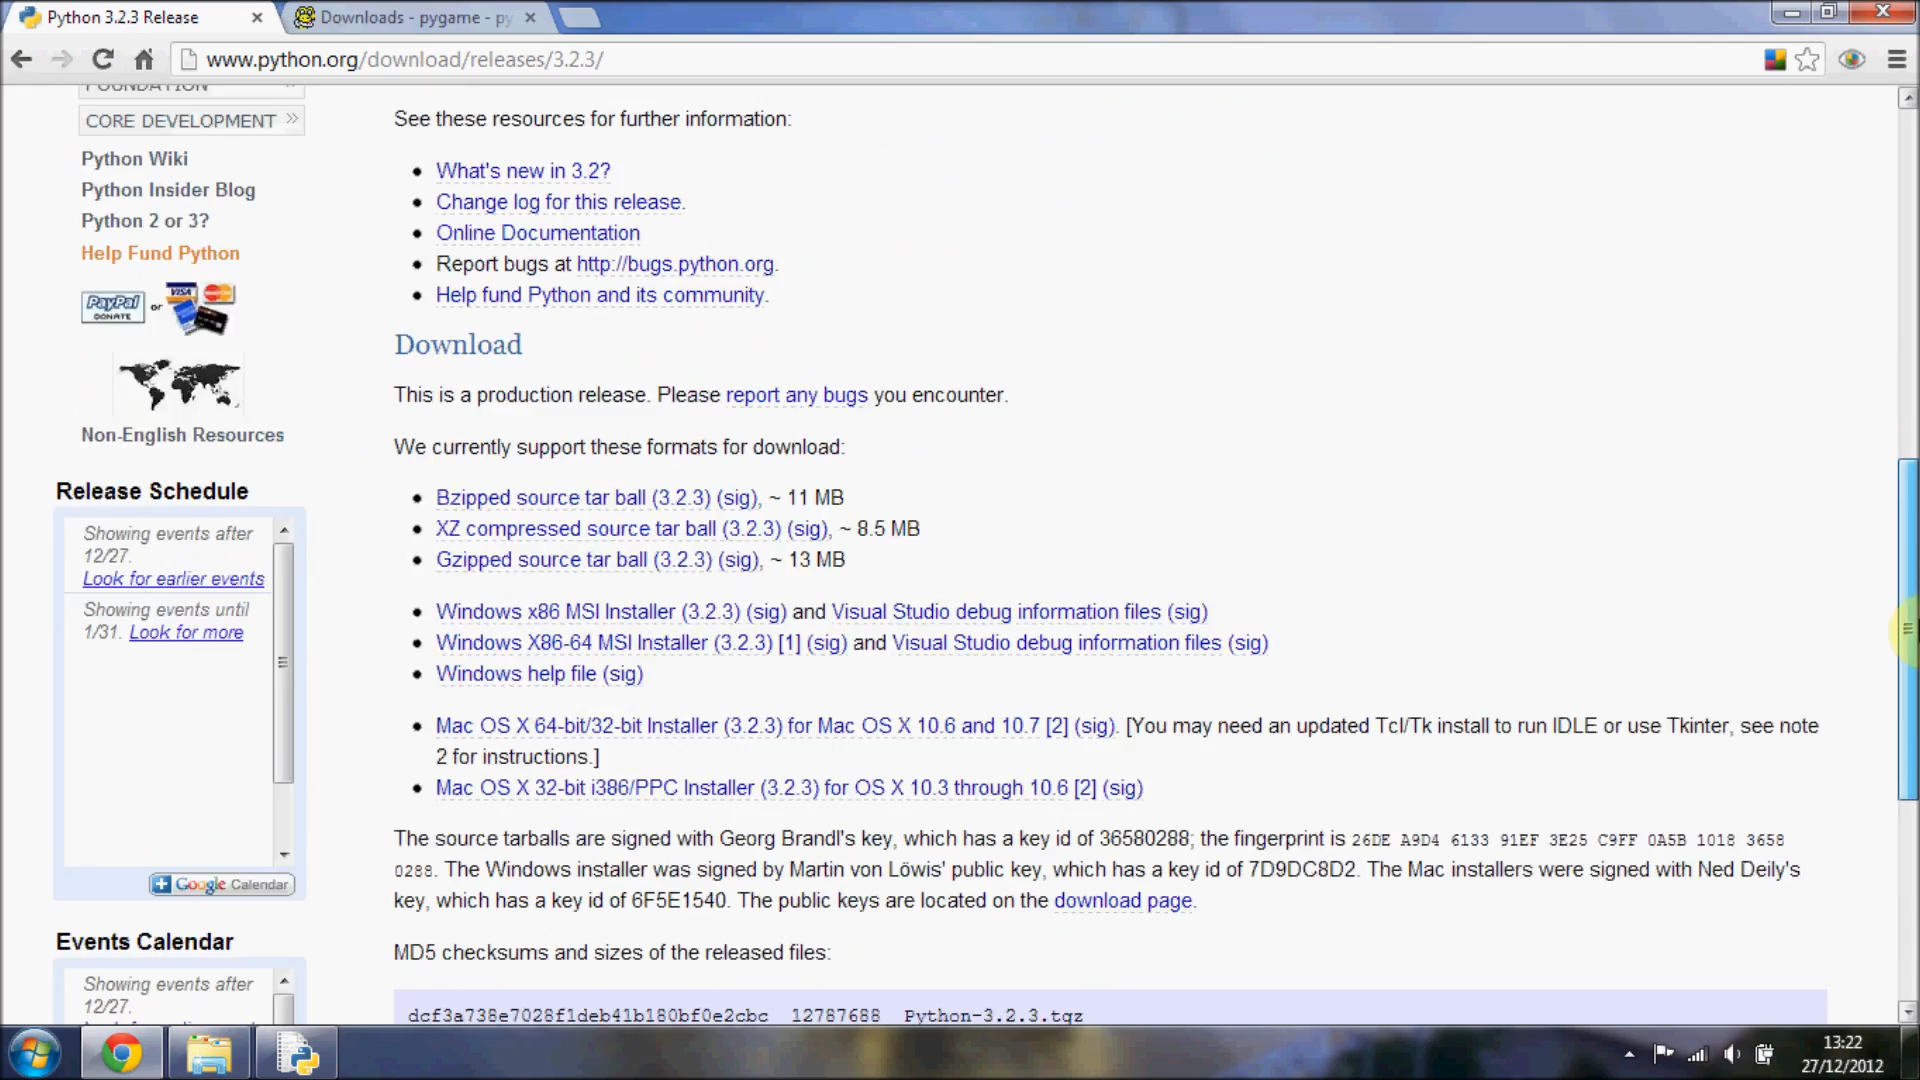 Python 3.2.3 Release
Downloads - pygame - py
www.python.org/download/releases/3.2.3/
FOUNDATION
CORE DEVELOPMENT »
Python Wiki
Python Insider Blog
Python 2 or 3?
Help Fund Python
PayPal
DONATE
or
VISA
Non-English Resources
Release Schedule
Showing events after
12/27.
Look for earlier events
Showing events until
1/31. Look for more
Google Calendar
Events Calendar
Showing events after
12/27.
See these resources for further information:
• What's new in 3.2?
• Change log for this release.
• Online Documentation
• Report bugs at http://bugs.python.org.
• Help fund Python and its community.
Download
This is a production release. Please report any bugs you encounter.
We currently support these formats for download:
• Bzipped source tar ball (3.2.3) (sig), ~ 11 MB
• XZ compressed source tar ball (3.2.3) (sig), ~ 8.5 MB
• Gzipped source tar ball (3.2.3) (sig), ~ 13 MB
• Windows x86 MSI Installer (3.2.3) (sig) and Visual Studio debug information files (sig)
• Windows X86-64 MSI Installer (3.2.3) [1] (sig) and Visual Studio debug information files (sig)
• Windows help file (sig)
• Mac OS X 64-bit/32-bit Installer (3.2.3) for Mac OS X 10.6 and 10.7 [2] (sig). [You may need an updated Tcl/Tk install to run IDLE or use Tkinter, see note
2 for instructions.]
• Mac OS X 32-bit i386/PPC Installer (3.2.3) for OS X 10.3 through 10.6 [2] (sig)
The source tarballs are signed with Georg Brandl's key, which has a key id of 36580288; the fingerprint is 26DE A9D4 6133 91EF 3E25 C9FF 0A5B 1018 3658
0288. The Windows installer was signed by Martin von Löwis' public key, which has a key id of 7D9DC8D2. The Mac installers were signed with Ned Deily's
key, which has a key id of 6F5E1540. The public keys are located on the download page.
MD5 checksums and sizes of the released files:
dcf3a738e7028f1deb41b180bf0e2cbc 12787688 Python-3.2.3.tgz
13:22
27/12/2012